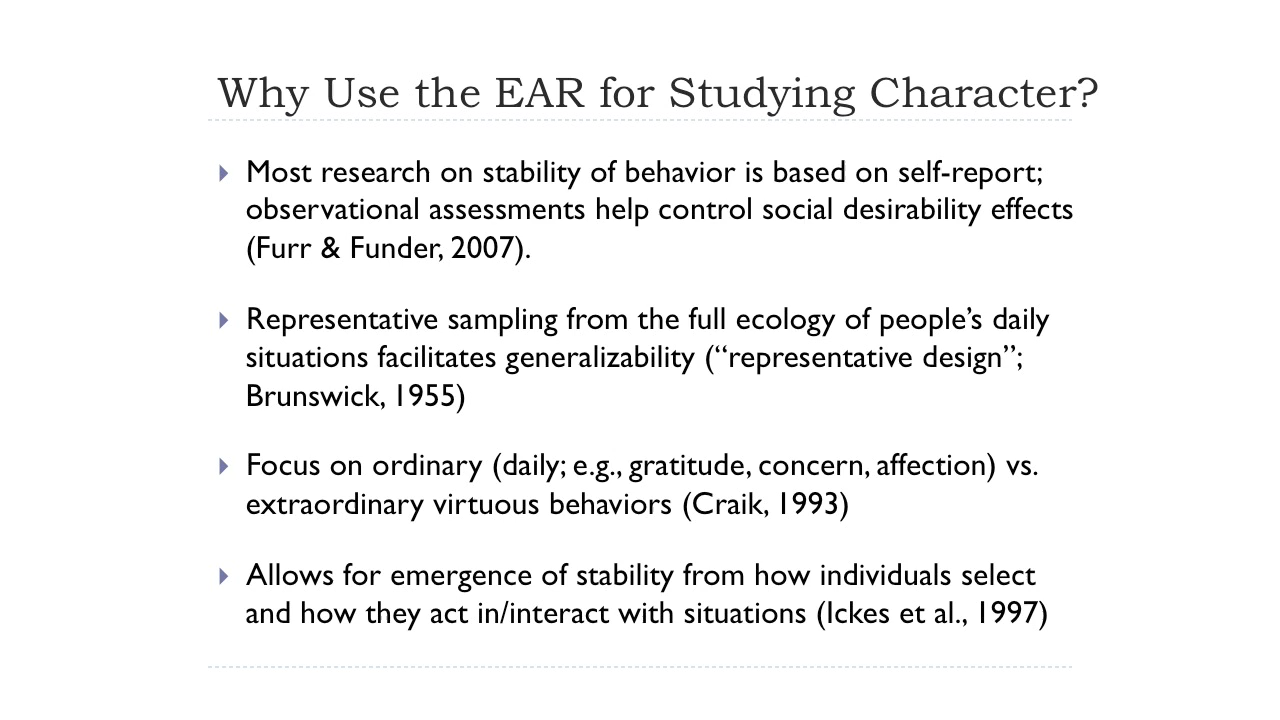 Why Use the EAR for Studying Character?
Most research on stability of behavior is based on self-report;
observational assessments help control social desirability effects
(Furr & Funder, 2007).
Representative sampling from the full ecology of people’s daily
situations facilitates generalizability (“representative design”;
Brunswick, 1955)
Focus on ordinary (daily; e.g., gratitude, concern, affection) vs.
extraordinary virtuous behaviors (Craik, 1993)
Allows for emergence of stability from how individuals select
and how they act in/interact with situations (Ickes et al., 1997)